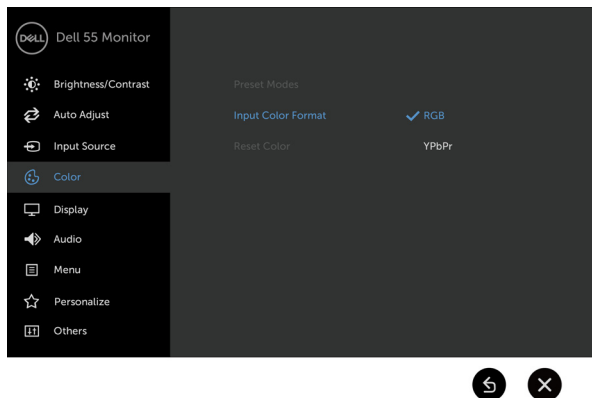 DELL Dell 55 Monitor
Brightness/Contrast
Preset Modes
Auto Adjust
Input Color Format
RGB
Input Source
Reset Color
YPbPr
Color
Display
Audio
Menu
Personalize
Others